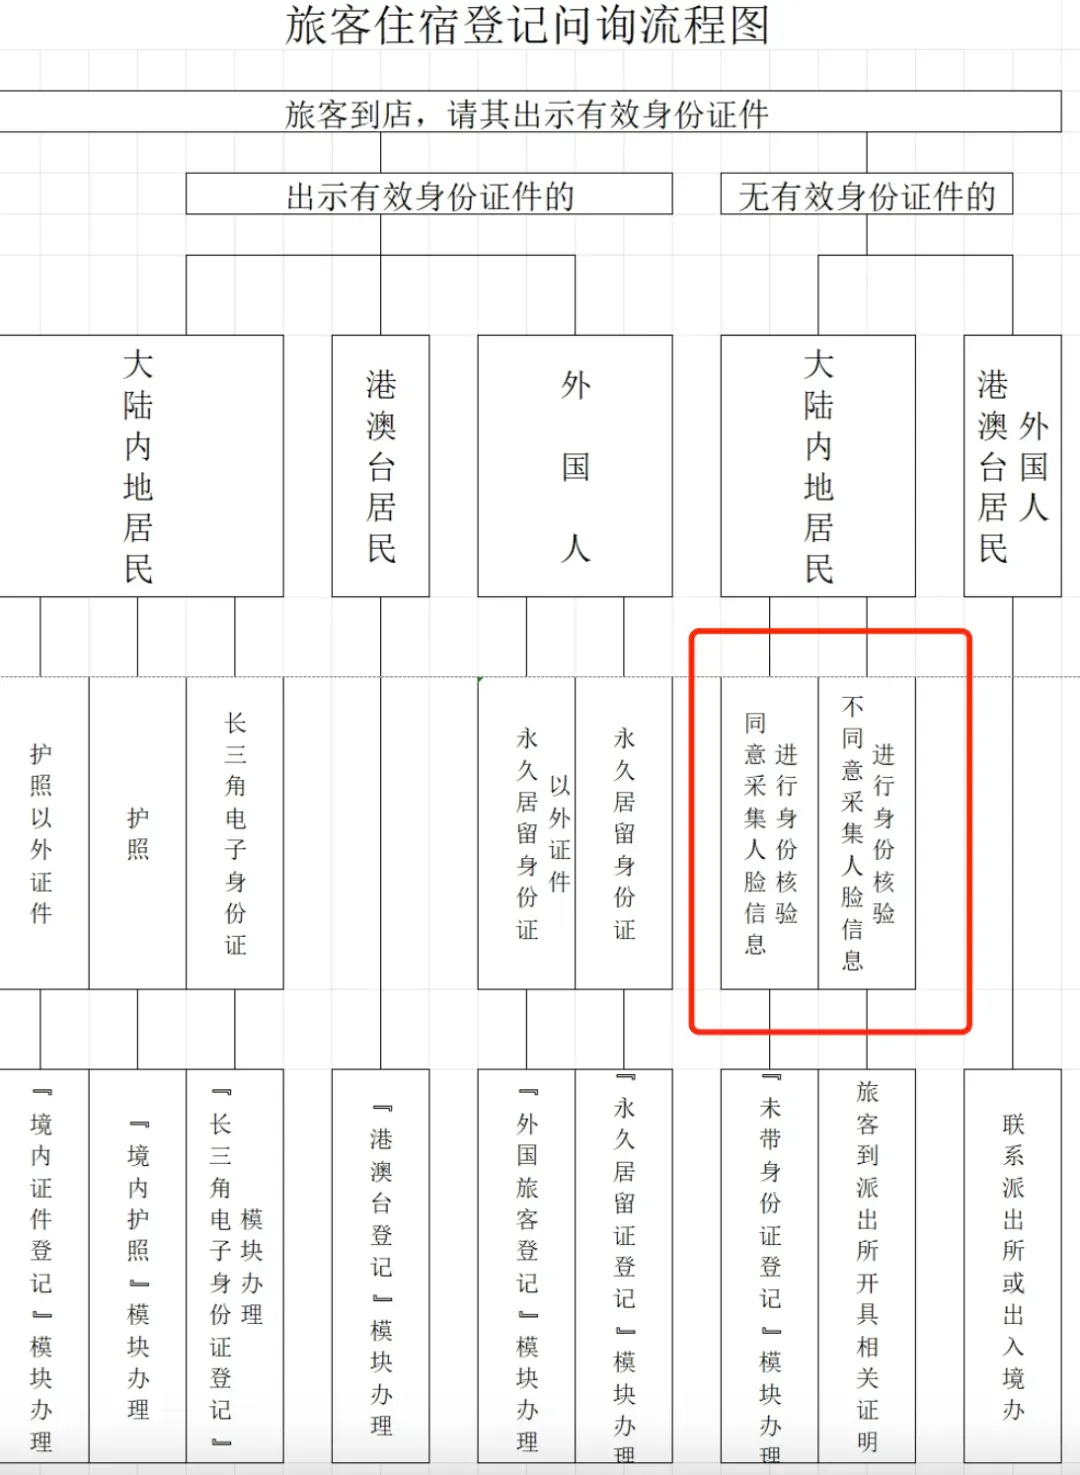 旅客住宿登记问询流程图
旅客到店，请其出示有效身份证件
出示有效身份证件的
无有效身份证件的
大陆内地居民
港澳台居民
外国人
大陆内地居民
港澳台居民
外国人
护照以外证件
护照
长三角电子身份证
永久居留身份证
以外证件
永久居留身份证
同意采集人脸信息
进行身份核验
不同意采集人脸信息
进行身份核验
『境内证件登记』模块办理
『境内护照』模块办理
『长三角电子身份证登记』
模块办理
『港澳台登记』模块办理
『外国旅客登记』模块办理
『永久居留证登记』模块办理
『未带身份证登记』模块办理
旅客到派出所开具相关证明
联系派出所或出入境办